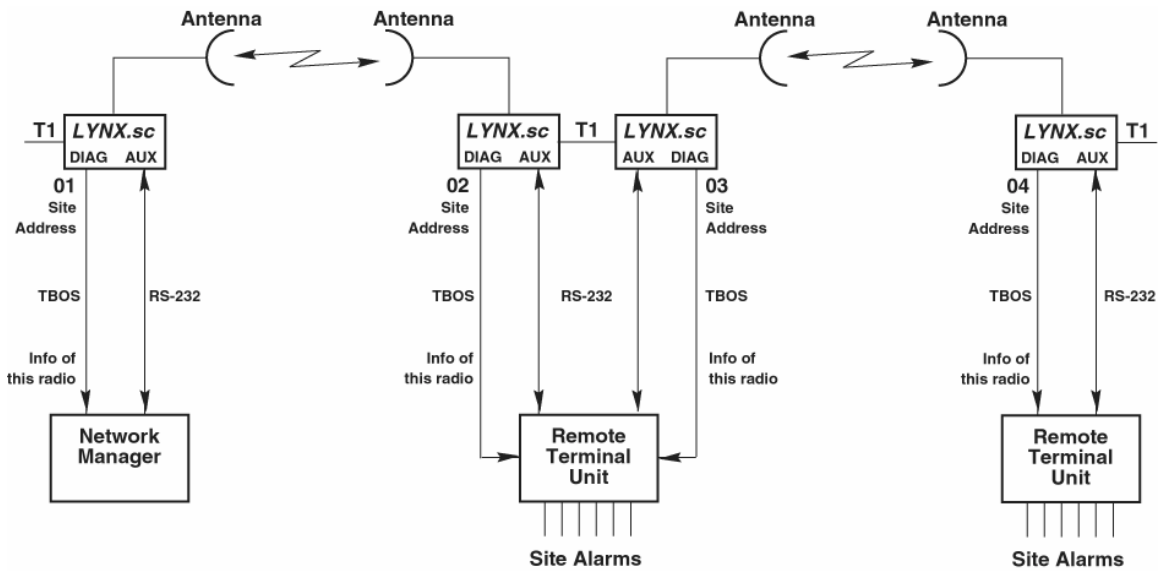 Antenna
Antenna
Antenna
Antenna
T1
LYNX.sc
DIAG AUX
LYNX.sc
DIAG AUX
T1
LYNX.sc
AUX DIAG
LYNX.sc
DIAG AUX
T1
01
Site
Address
02
Site
Address
03
Site
Address
04
Site
Address
TBOS
RS-232
TBOS
RS-232
TBOS
TBOS
RS-232
Info of
this radio
Info of
this radio
Info of
this radio
Info of
this radio
Network
Manager
Remote
Terminal
Unit
Remote
Terminal
Unit
Site Alarms
Site Alarms